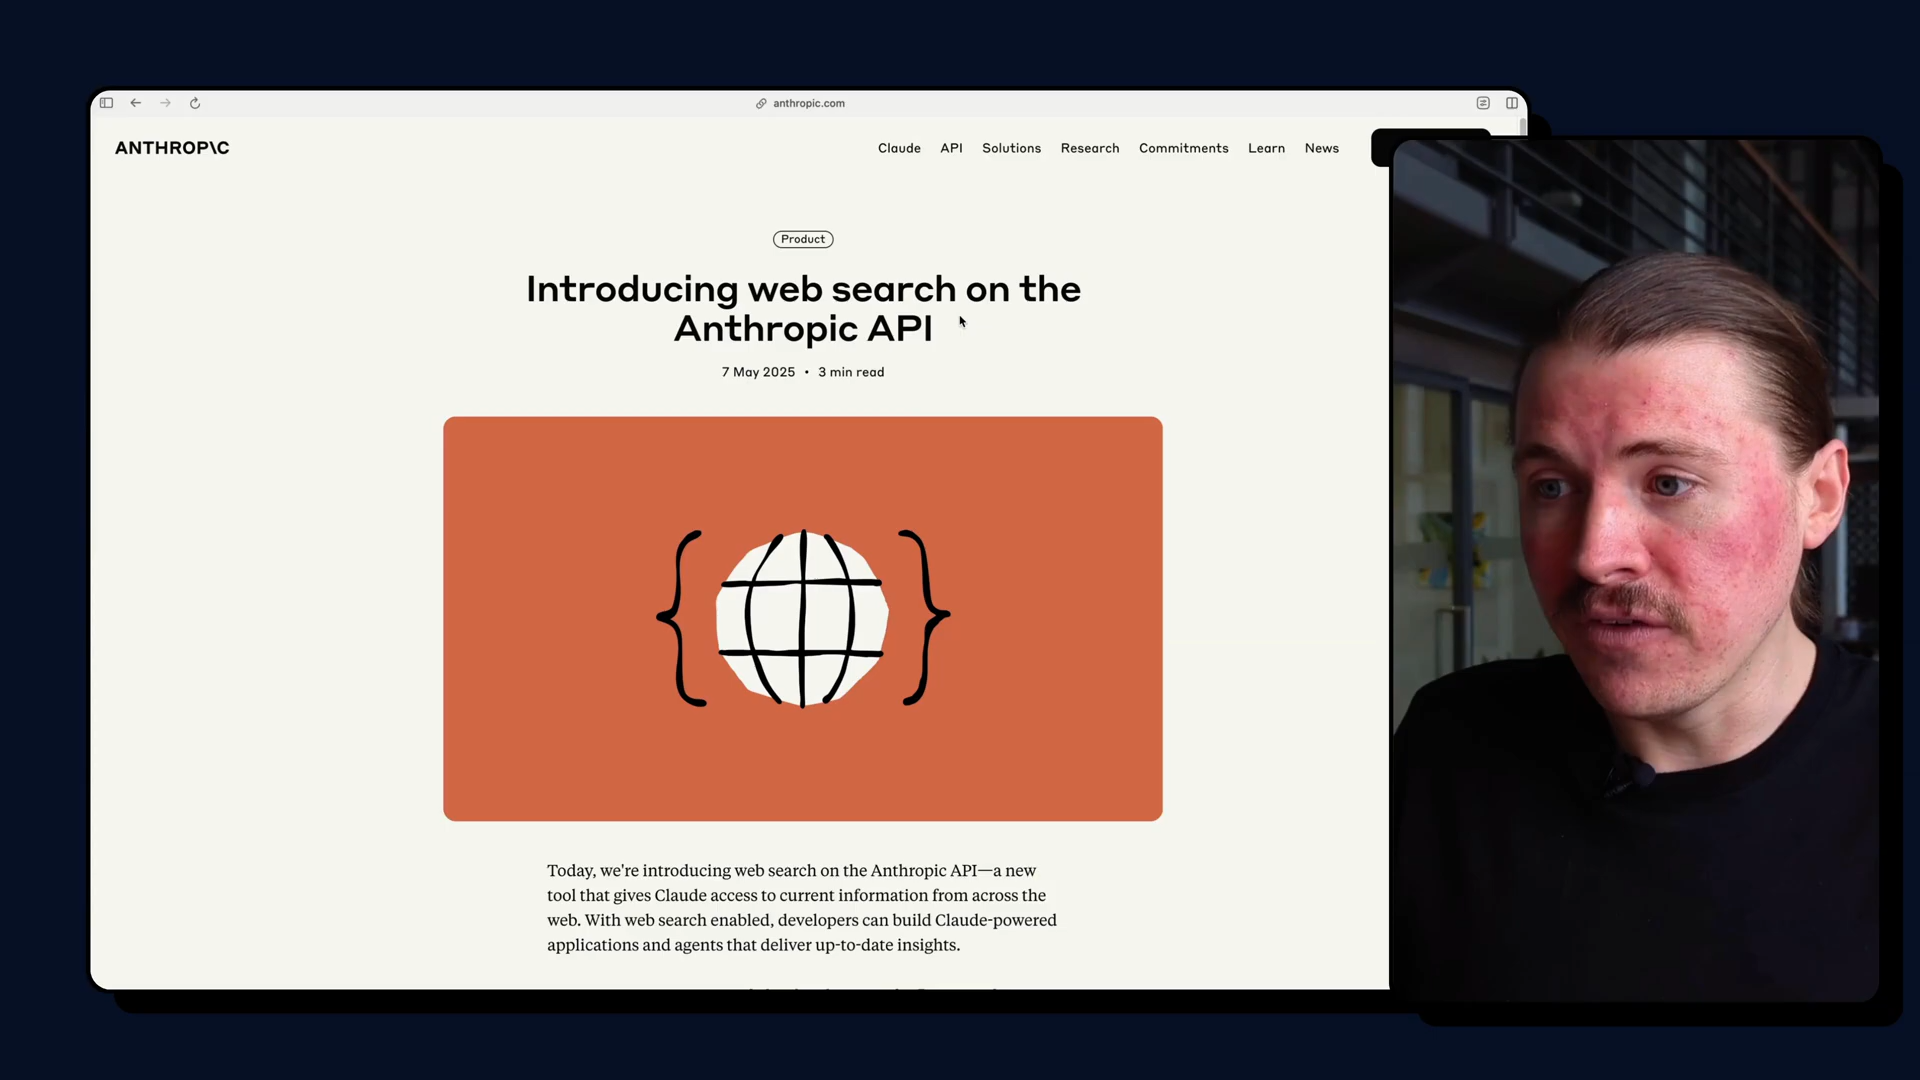 anthropic.com
ANTHROP\C
Claude API Solutions Research Commitments Learn News
Product
Introducing web search on the
Anthropic API
7 May 2025 • 3 min read
Today, we're introducing web search on the Anthropic API—a new
tool that gives Claude access to current information from across the
web. With web search enabled, developers can build Claude-powered
applications and agents that deliver up-to-date insights.